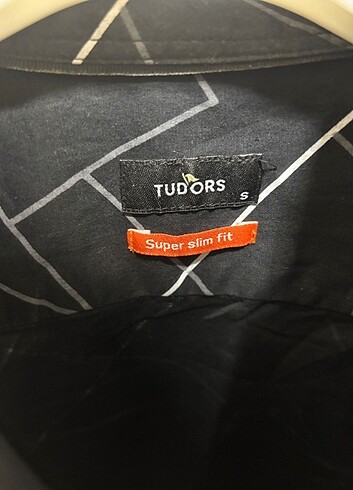 TUDORS
S
Super slim fit